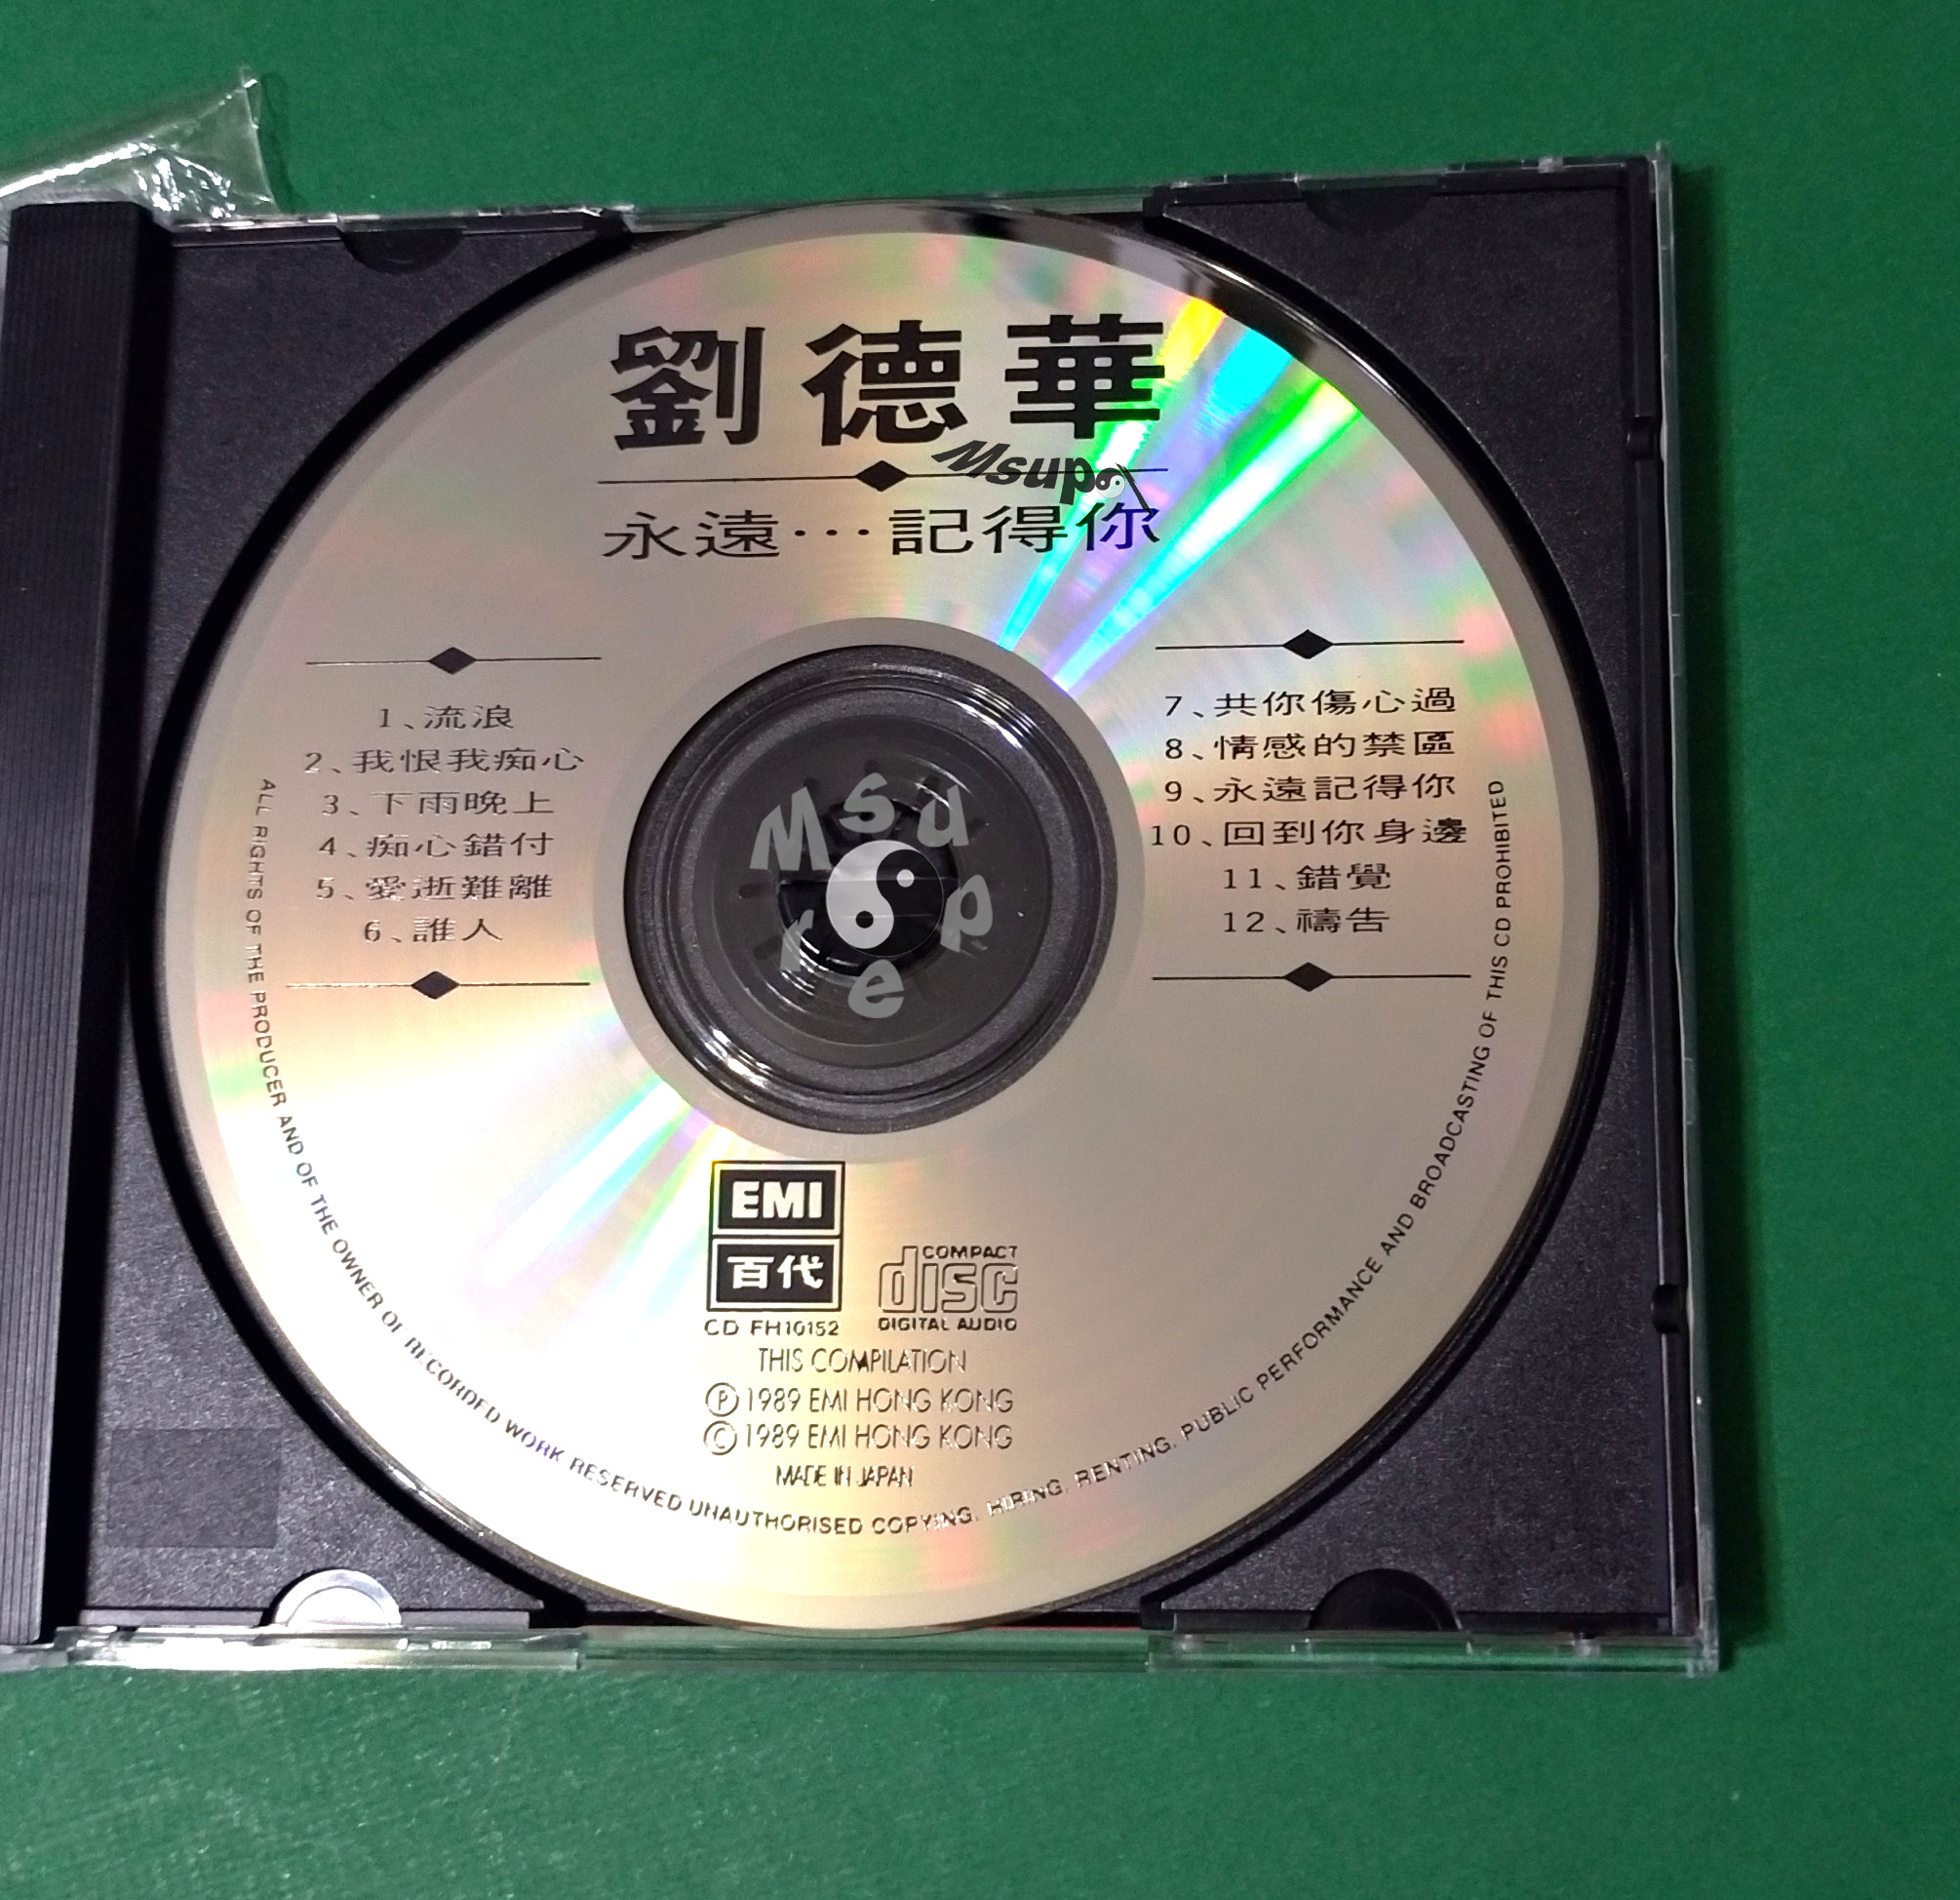 劉德華
Msup
永遠···記得你
1、流浪
2、我恨我痴心
3、下雨晚上
4、痴心錯付
5、愛逝難離
6、誰人
7、共你傷心過
8、情感的禁區
9、永遠記得你
10、回到你身邊
11、錯覺
12、禱告
Msupre
EMI
百代
CD FH10152
COMPACT
disc
DIGITAL AUDIO
THIS COMPILATION
Ⓟ 1989 EMI HONG KONG
© 1989 EMI HONG KONG
MADE IN JAPAN
ALL RIGHTS OF THE PRODUCER AND OF THE OWNER OF RECORDED WORK RESERVED UNAUTHORISED COPYING, HIRING, RENTING, PUBLIC PERFORMANCE AND BROADCASTING OF THIS CD PROHIBITED